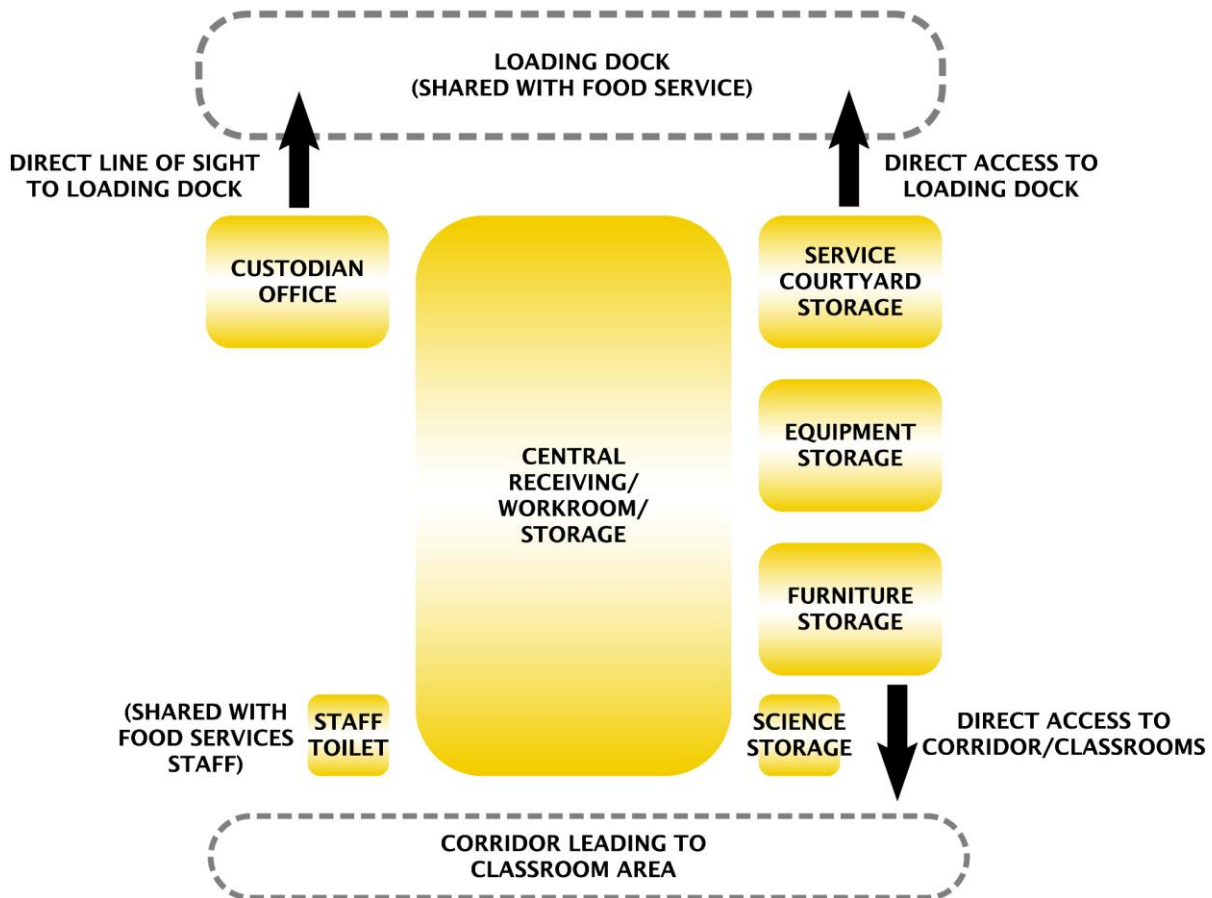 LOADING DOCK
(SHARED WITH FOOD SERVICE)
DIRECT LINE OF SIGHT
TO LOADING DOCK
DIRECT ACCESS TO
LOADING DOCK
CUSTODIAN
OFFICE
SERVICE
COURTYARD
STORAGE
EQUIPMENT
STORAGE
CENTRAL
RECEIVING/
WORKROOM/
STORAGE
FURNITURE
STORAGE
(SHARED WITH
FOOD SERVICES
STAFF)
STAFF
TOILET
SCIENCE
STORAGE
DIRECT ACCESS TO
CORRIDOR/CLASSROOMS
CORRIDOR LEADING TO
CLASSROOM AREA